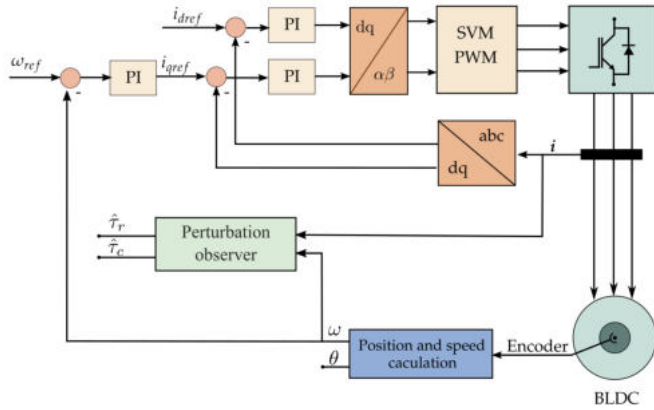 i_dref
PI
dq
αβ
SVM
PWM
ω_ref
PI
i_qref
PI
-
-
-
abc
dq
i
τ̂_r
τ̂_c
Perturbation
observer
ω
θ
Position and speed
caculation
Encoder
BLDC